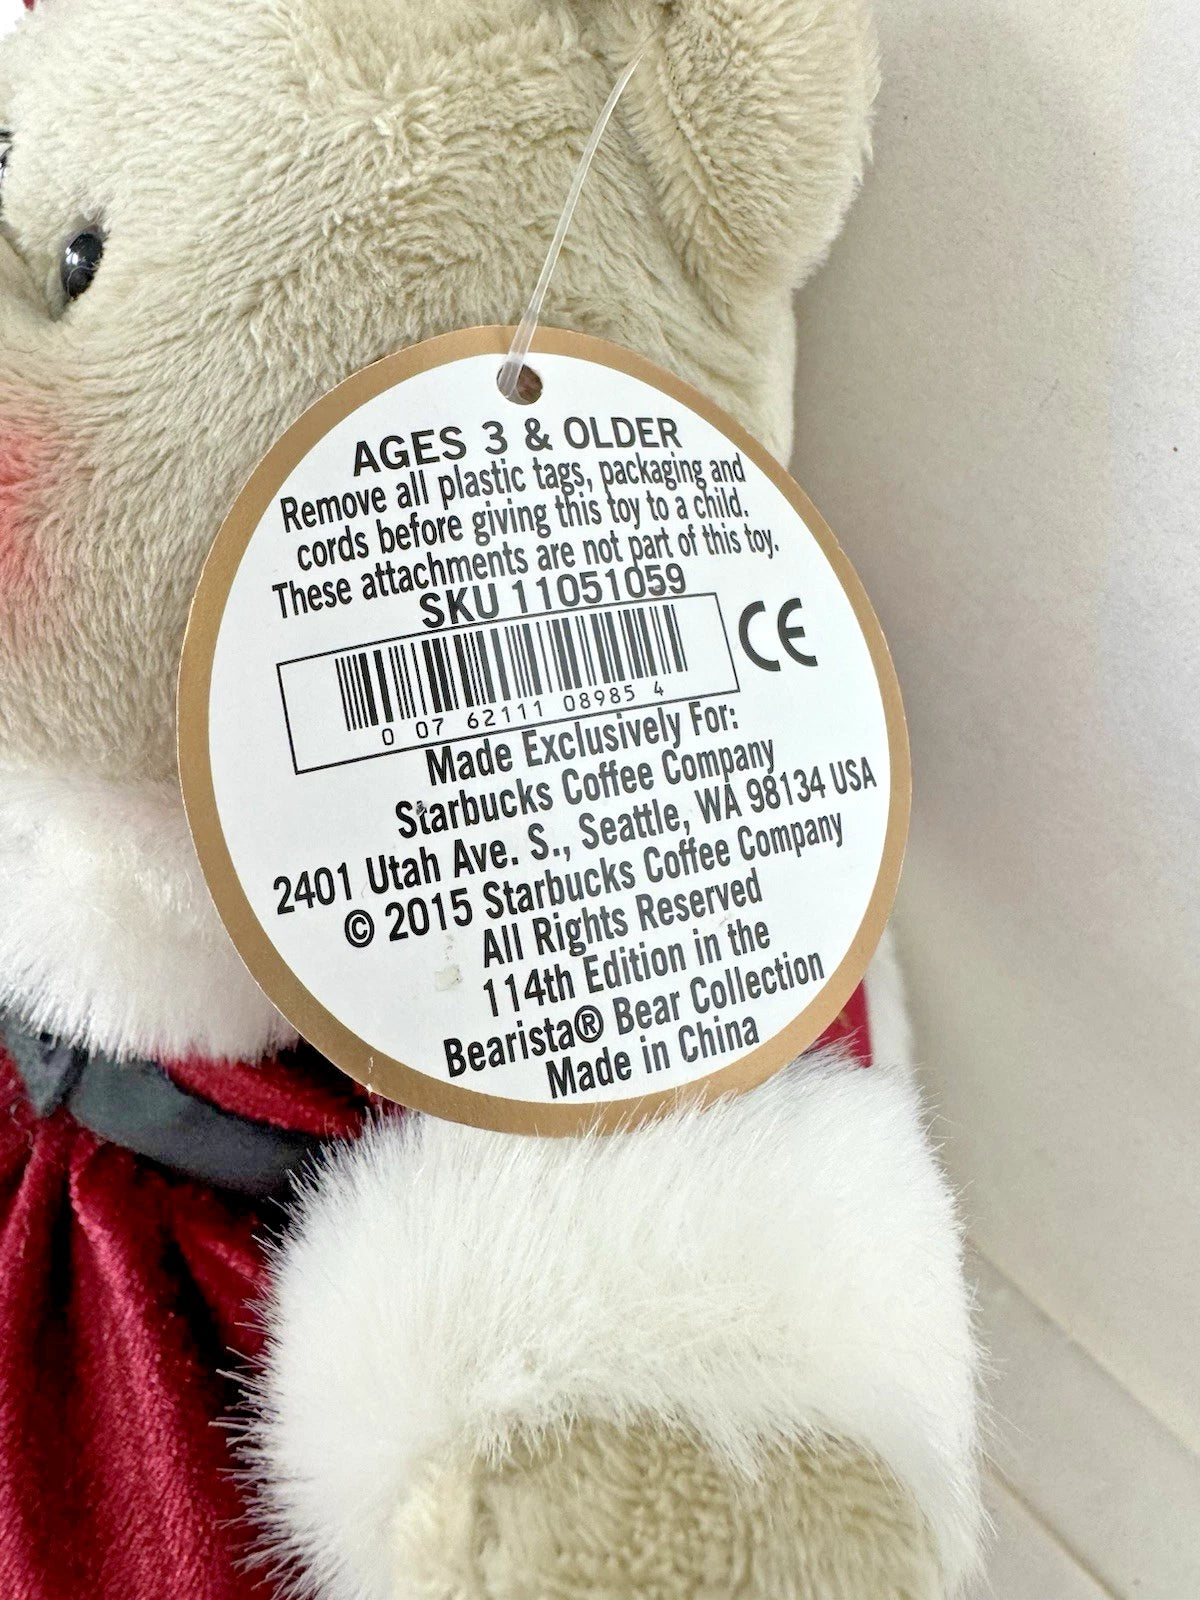 AGES 3 & OLDER
Remove all plastic tags, packaging and
cords before giving this toy to a child.
These attachments are not part of this toy.
SKU 11051059
CE
0 07 62111 08985 4
Made Exclusively For:
Starbucks Coffee Company
2401 Utah Ave. S., Seattle, WA 98134 USA
© 2015 Starbucks Coffee Company
All Rights Reserved
114th Edition in the
Bearista® Bear Collection
Made in China